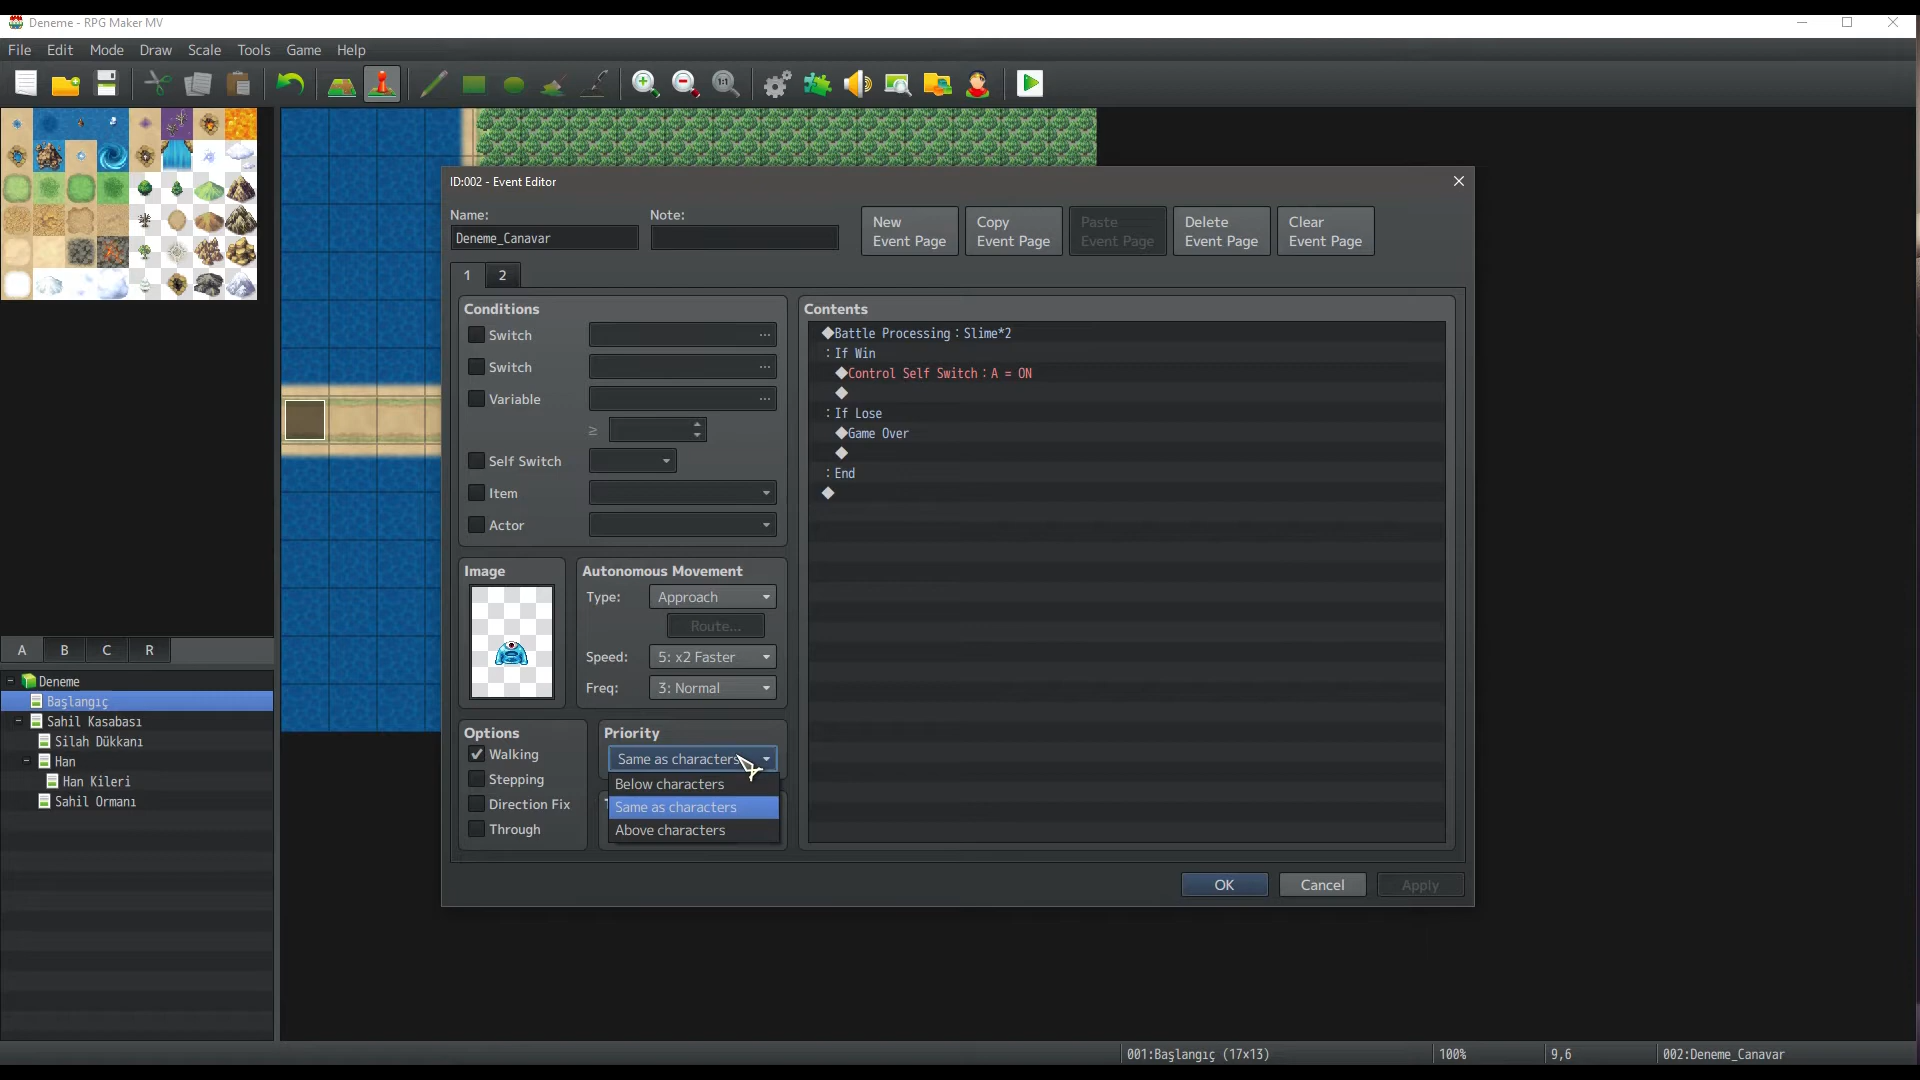 Deneme - RPG Maker MV
File Edit Mode Draw Scale Tools Game Help
1:1
ID:002 - Event Editor
Name:
Note:
Deneme_Canavar
New Event Page
Copy Event Page
Paste Event Page
Delete Event Page
Clear Event Page
1 2
Conditions
Switch ...
Switch ...
Variable ...
≥
Self Switch
Item
Actor
Image
Autonomous Movement
Type: Approach
Route...
Speed: 5: x2 Faster
Freq: 3: Normal
Options
Walking
Stepping
Direction Fix
Through
Priority
Same as characters
Below characters
Same as characters
Above characters
Contents
◆Battle Processing : Slime*2
: If Win
◆Control Self Switch : A = ON
◆
: If Lose
◆Game Over
◆
: End
◆
OK Cancel Apply
A B C R
Deneme
Başlangıç
Sahil Kasabası
Silah Dükkanı
Han
Han Kileri
Sahil Ormanı
001:Başlangıç (17x13) 100% 9,6 002:Deneme_Canavar